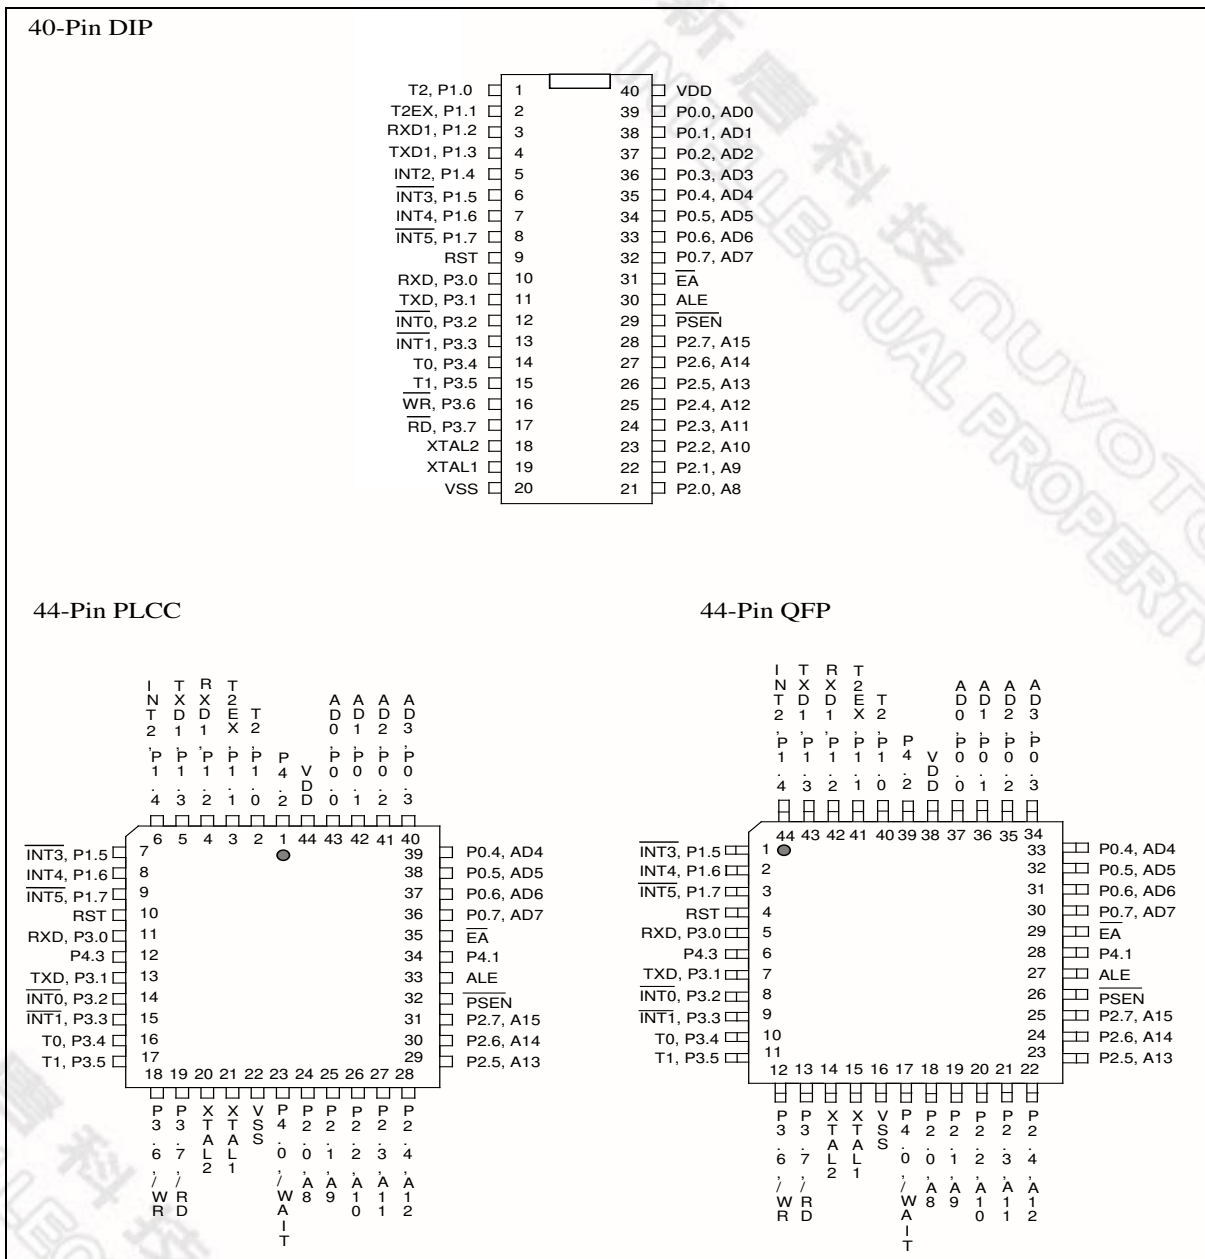 40-Pin DIP
T2, P1.0 1 40 VDD
T2EX, P1.1 2 39 P0.0, AD0
RXD1, P1.2 3 38 P0.1, AD1
TXD1, P1.3 4 37 P0.2, AD2
INT2, P1.4 5 36 P0.3, AD3
INT3, P1.5 6 35 P0.4, AD4
INT4, P1.6 7 34 P0.5, AD5
INT5, P1.7 8 33 P0.6, AD6
RST 9 32 P0.7, AD7
RXD, P3.0 10 31 EA
TXD, P3.1 11 30 ALE
INT0, P3.2 12 29 PSEN
INT1, P3.3 13 28 P2.7, A15
T0, P3.4 14 27 P2.6, A14
T1, P3.5 15 26 P2.5, A13
WR, P3.6 16 25 P2.4, A12
RD, P3.7 17 24 P2.3, A11
XTAL2 18 23 P2.2, A10
XTAL1 19 22 P2.1, A9
VSS 20 21 P2.0, A8
44-Pin PLCC
INT2, P1.4
TXD1, P1.3
RXD1, P1.2
T2EX, P1.1
T2, P1.0
P4.2
VDD
AD0, P0.0
AD1, P0.1
AD2, P0.2
AD3, P0.3
6 5 4 3 2 1 44 43 42 41 40
INT3, P1.5 7 39 P0.4, AD4
INT4, P1.6 8 38 P0.5, AD5
INT5, P1.7 9 37 P0.6, AD6
RST 10 36 P0.7, AD7
RXD, P3.0 11 35 EA
P4.3 12 34 P4.1
TXD, P3.1 13 33 ALE
INT0, P3.2 14 32 PSEN
INT1, P3.3 15 31 P2.7, A15
T0, P3.4 16 30 P2.6, A14
T1, P3.5 17 29 P2.5, A13
18 19 20 21 22 23 24 25 26 27 28
P3.6, /WR
P3.7, /RD
XTAL2
XTAL1
VSS
P4.0, /WAIT
P2.0, A8
P2.1, A9
P2.2, A10
P2.3, A11
P2.4, A12
44-Pin QFP
INT2, P1.4
TXD1, P1.3
RXD1, P1.2
T2EX, P1.1
T2, P1.0
P4.2
VDD
AD0, P0.0
AD1, P0.1
AD2, P0.2
AD3, P0.3
44 43 42 41 40 39 38 37 36 35 34
INT3, P1.5 1 33 P0.4, AD4
INT4, P1.6 2 32 P0.5, AD5
INT5, P1.7 3 31 P0.6, AD6
RST 4 30 P0.7, AD7
RXD, P3.0 5 29 EA
P4.3 6 28 P4.1
TXD, P3.1 7 27 ALE
INT0, P3.2 8 26 PSEN
INT1, P3.3 9 25 P2.7, A15
T0, P3.4 10 24 P2.6, A14
T1, P3.5 11 23 P2.5, A13
12 13 14 15 16 17 18 19 20 21 22
P3.6, /WR
P3.7, /RD
XTAL2
XTAL1
VSS
P4.0, /WAIT
P2.0, A8
P2.1, A9
P2.2, A10
P2.3, A11
P2.4, A12
新唐科技 nuvoTo
INTELLECTUAL PROPERTY
唐科技
LEC